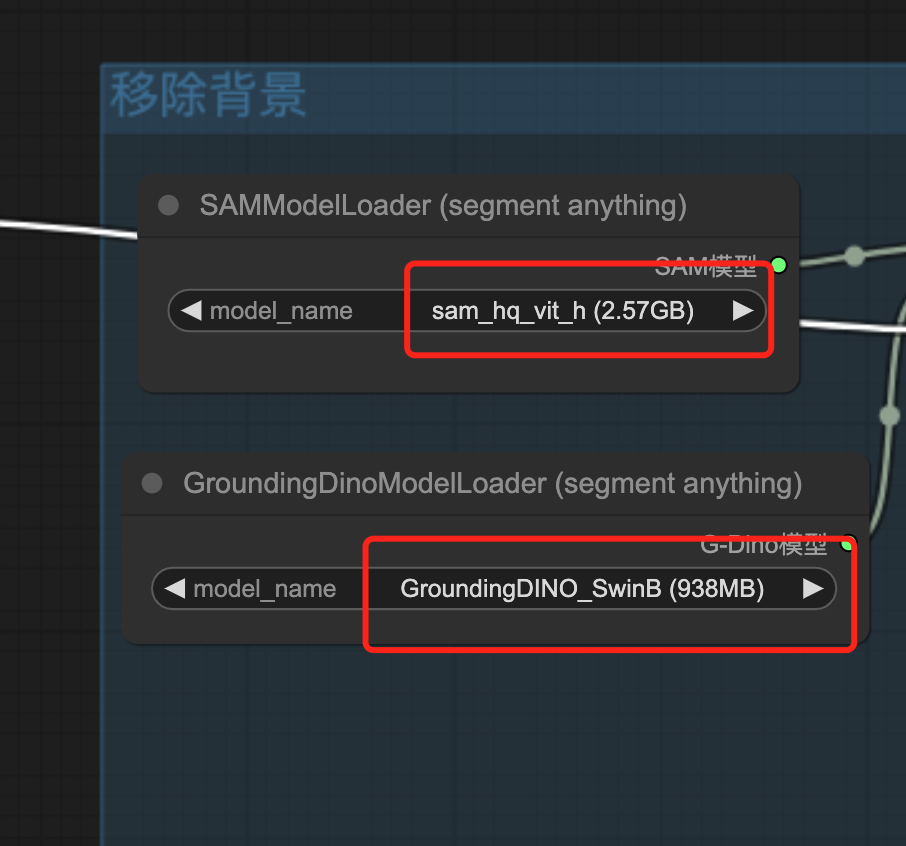 移除背景
SAMModelLoader (segment anything)
SAM模型
model_name sam_hq_vit_h (2.57GB)
GroundingDinoModelLoader (segment anything)
G-Dino模型
model_name GroundingDINO_SwinB (938MB)